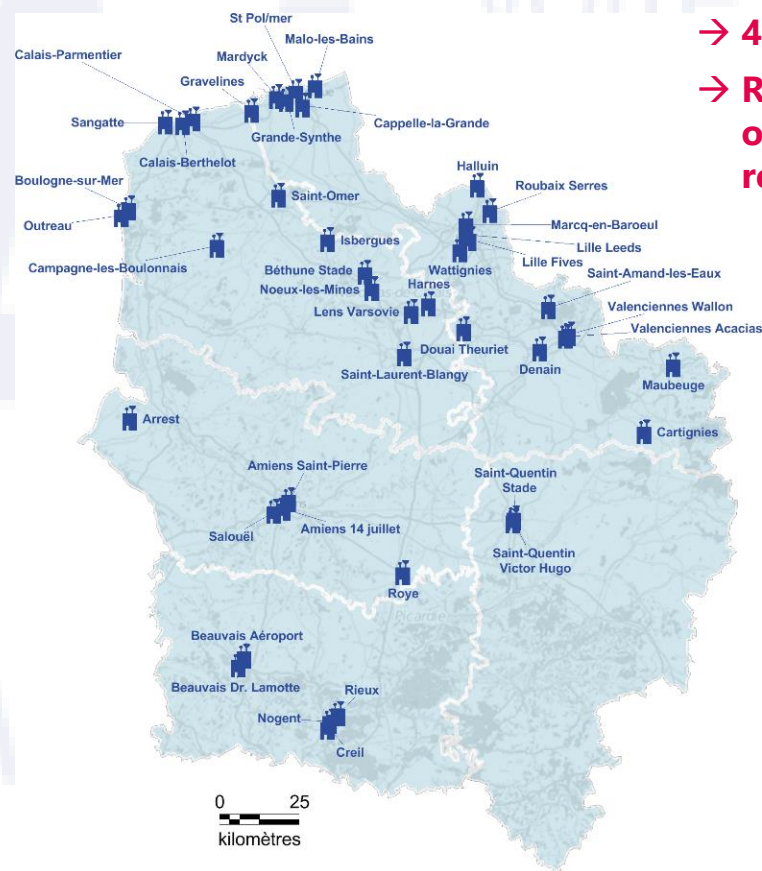 St Pol/mer
Malo-les-Bains
Calais-Parmentier
Mardyck
Gravelines
Sangatte
Cappelle-la-Grande
Grande-Synthe
Calais-Berthelot
Halluin
Boulogne-sur-Mer
Saint-Omer
Roubaix Serres
Outreau
Marcq-en-Baroeul
Isbergues
Lille Leeds
Campagne-les-Boulonnais
Wattignies
Lille Fives
Béthune Stade
Saint-Amand-les-Eaux
Noeux-les-Mines
Harnes
Valenciennes Wallon
Lens Varsovie
Valenciennes Acacias
Douai Theuriet
Denain
Saint-Laurent-Blangy
Maubeuge
Arrest
Cartignies
Amiens Saint-Pierre
Saint-Quentin
Stade
Salouël
Amiens 14 juillet
Saint-Quentin
Victor Hugo
Roye
Picardie
Beauvais Aéroport
Beauvais Dr. Lamotte
Rieux
Nogent
Creil
0 25
kilomètres
→ 4
→ R
o
re